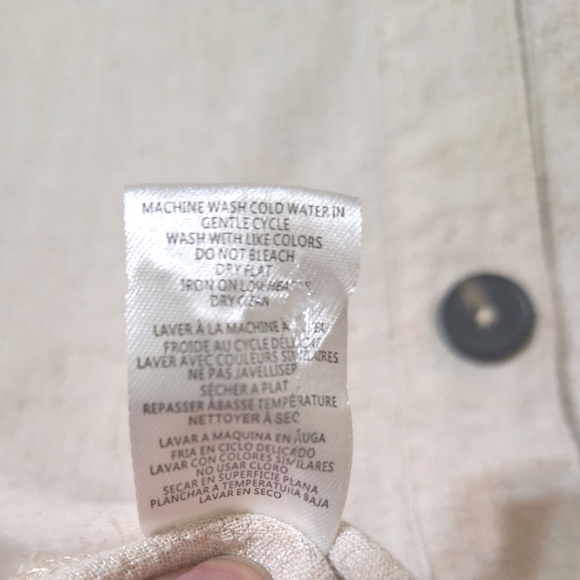 MACHINE WASH COLD WATER IN
GENTLE CYCLE
WASH WITH LIKE COLORS
DO NOT BLEACH
DRY FLAT
IRON ON LOW
DRY CLEAN
LAVER À LA MACHINE À
FROIDE AU CYCLE DÉLICAT
LAVER AVEC COULEURS SIMILAIRES
NE PAS JAVELLISER
SÉCHER A PLAT
REPASSER ÀBASSE TEMPÉRATURE
NETTOYER À SEC
LAVAR A MAQUINA EN ÁUGA
FRIA EN CICLO DELICADO
LAVAR CON COLORES SIMILARES
NO USAR CLORO
SECAR EN SUPERFICIE PLANA
PLANCHAR A TEMPERATURA BAJA
LAVAR EN SECO